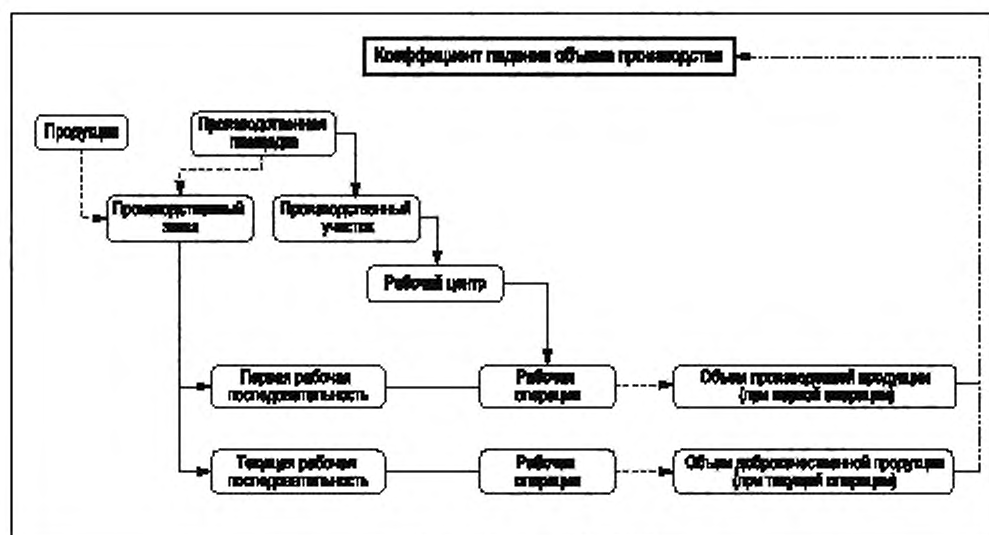 Коэффициент падения объема производства
Продукция
Производственная
площадка
Производственный
заказ
Производственный
участок
Рабочий центр
Первая рабочая
последовательность
Рабочая
операция
Объем произведенной продукции
(при первой операции)
Текущая рабочая
последовательность
Рабочая
операция
Объем доброкачественной продукции
(при текущей операции)